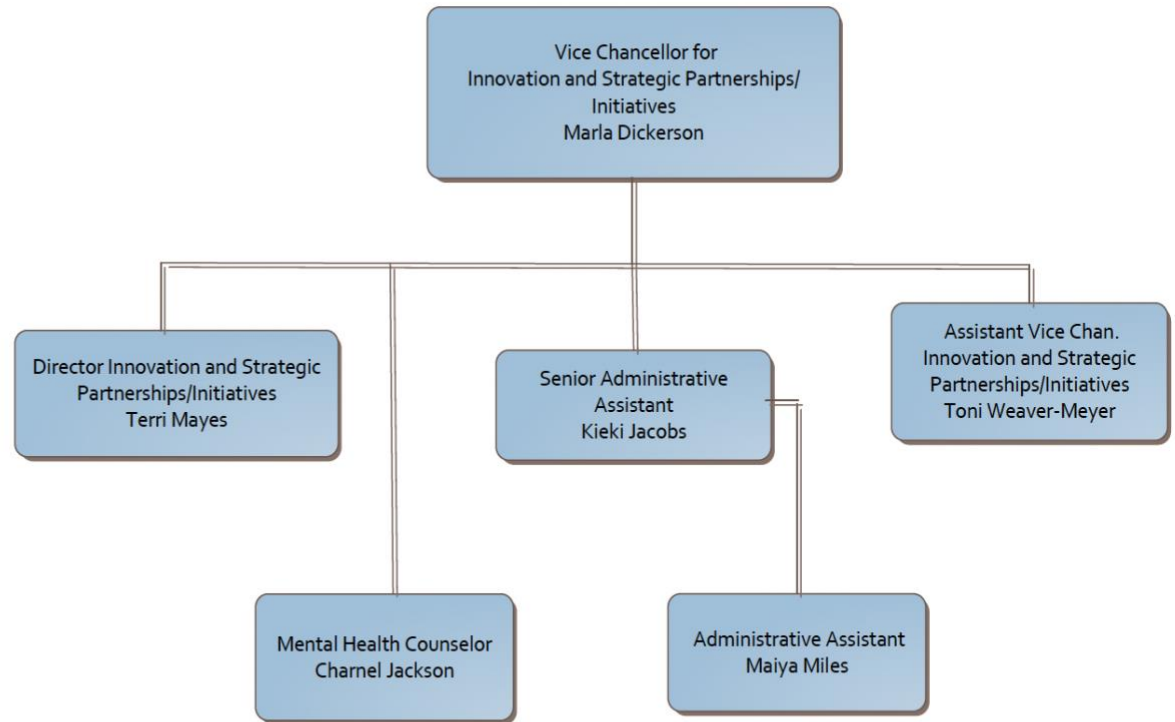 Vice Chancellor for
Innovation and Strategic Partnerships/
Initiatives
Marla Dickerson
Director Innovation and Strategic
Partnerships/Initiatives
Terri Mayes
Senior Administrative
Assistant
Kieki Jacobs
Assistant Vice Chan.
Innovation and Strategic
Partnerships/Initiatives
Toni Weaver-Meyer
Mental Health Counselor
Charnel Jackson
Administrative Assistant
Maiya Miles